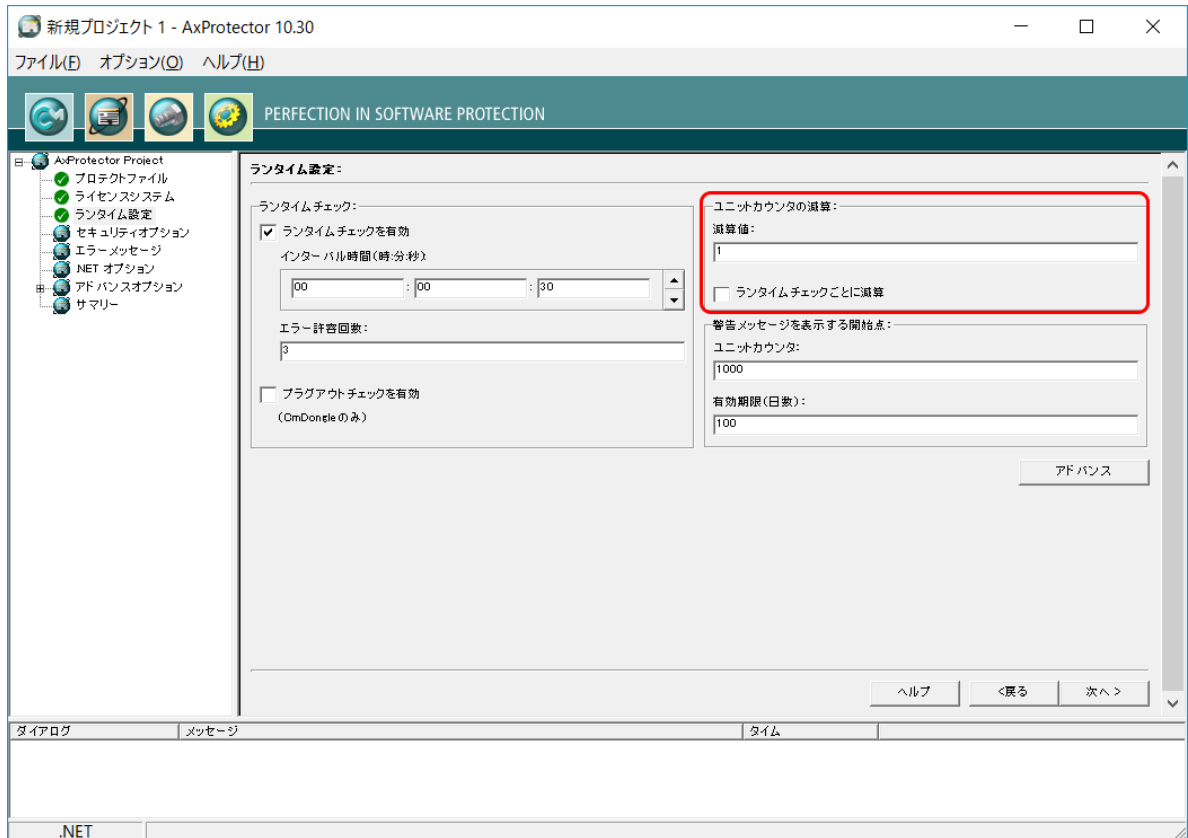 新規プロジェクト 1 - AxProtector 10.30
ファイル(F) オプション(O) ヘルプ(H)
PERFECTION IN SOFTWARE PROTECTION
AxProtector Project
プロテクトファイル
ライセンスシステム
ランタイム設定
セキュリティオプション
エラーメッセージ
.NET オプション
アドバンスオプション
サマリー
ランタイム設定:
ランタイムチェック:
ランタイムチェックを有効
インターバル時間(時:分:秒):
00 : 00 : 30
エラー許容回数:
3
プラグアウトチェックを有効
(CmDongleのみ)
ユニットカウンタの減算:
減算値:
1
ランタイムチェックごとに減算
警告メッセージを表示する開始点:
ユニットカウンタ:
1000
有効期限(日数):
100
アドバンス
ヘルプ <戻る 次へ >
ダイアログ メッセージ タイム
.NET